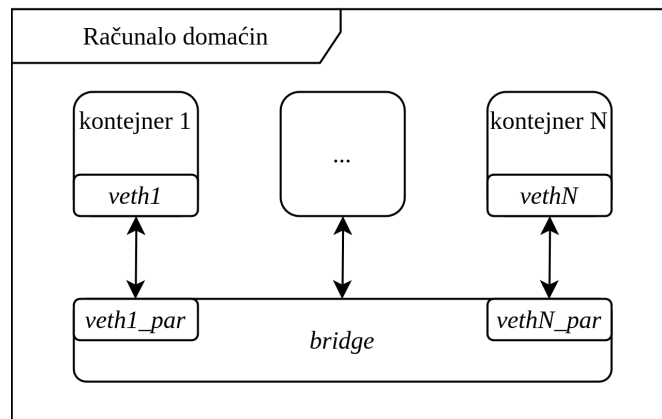 Računalo domaćin
kontejner 1
...
kontejner N
veth1
vethN
veth1_par
vethN_par
bridge